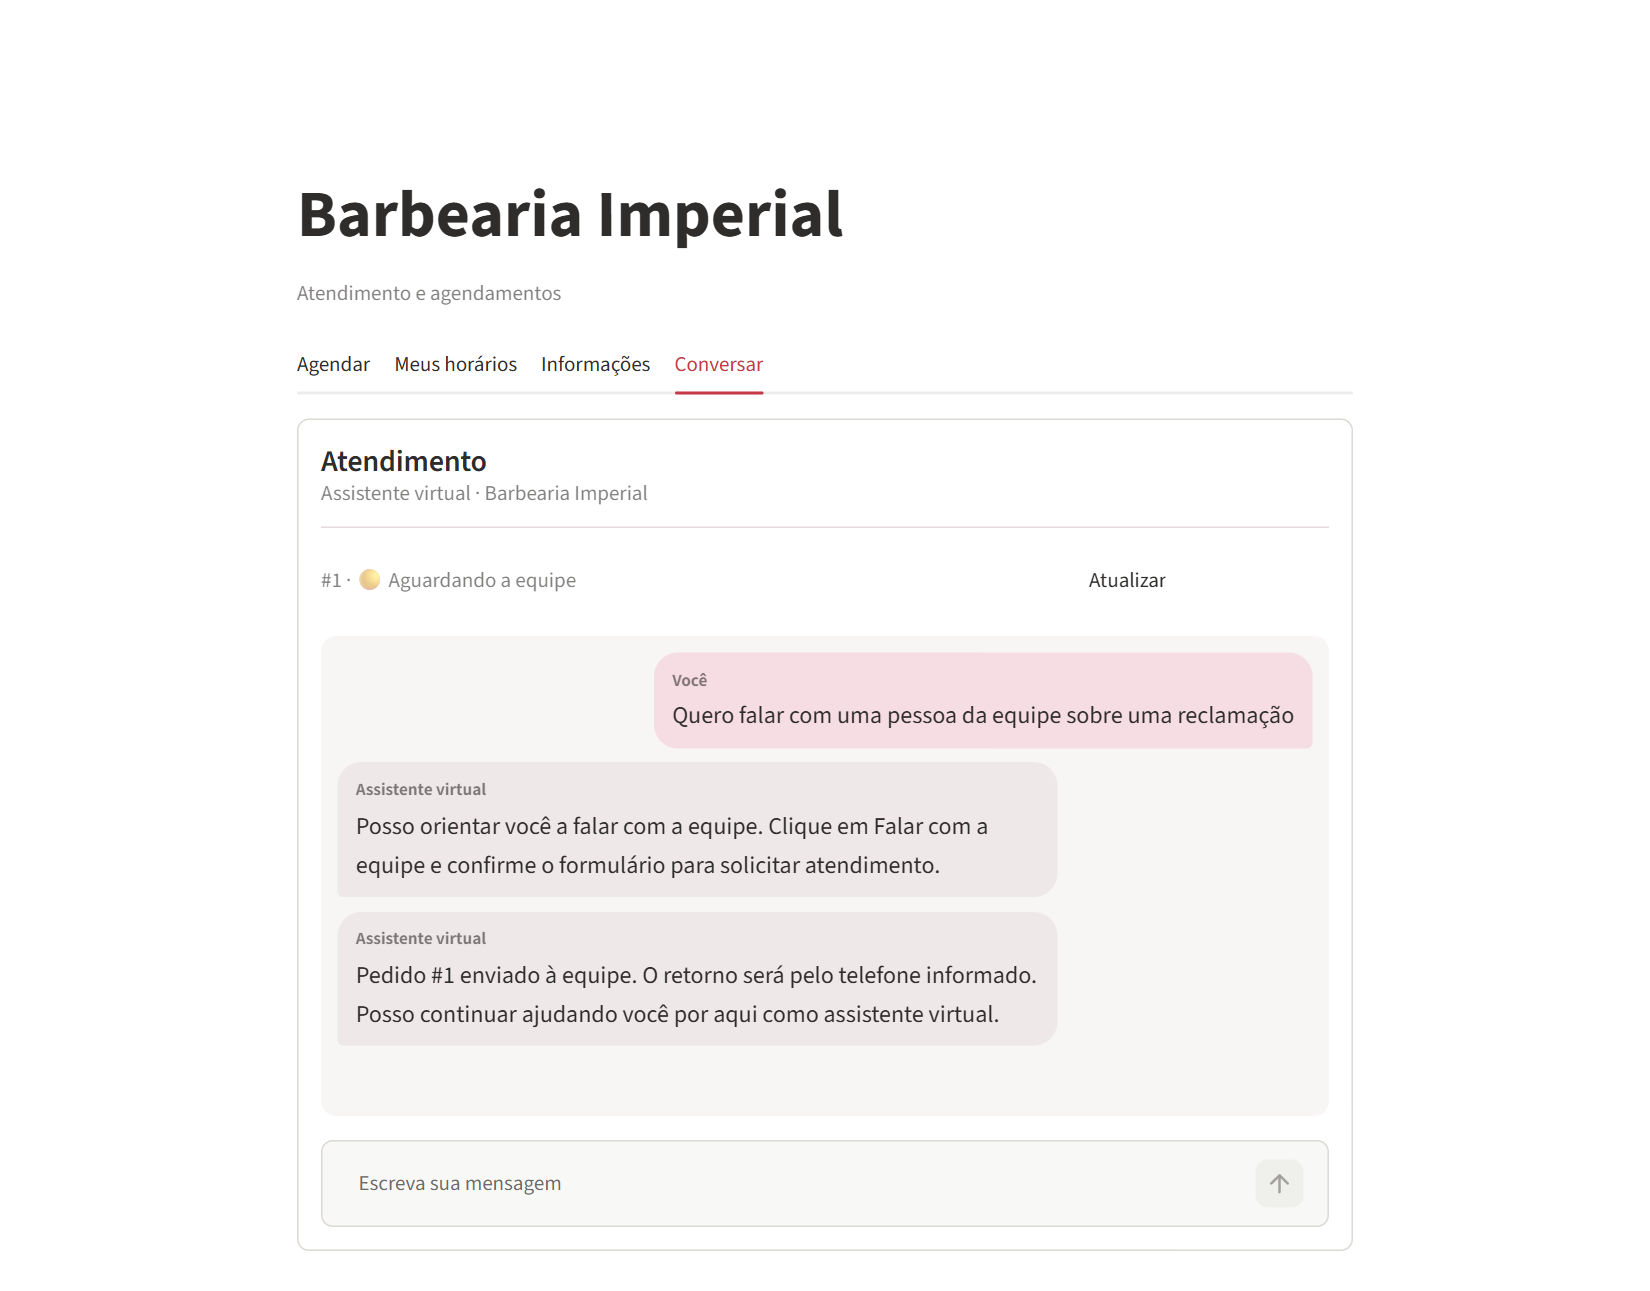 Barbearia Imperial
Atendimento e agendamentos
Agendar Meus horários Informações Conversar
Atendimento
Assistente virtual · Barbearia Imperial
#1 · Aguardando a equipe Atualizar
Você
Quero falar com uma pessoa da equipe sobre uma reclamação
Assistente virtual
Posso orientar você a falar com a equipe. Clique em Falar com a
equipe e confirme o formulário para solicitar atendimento.
Assistente virtual
Pedido #1 enviado à equipe. O retorno será pelo telefone informado.
Posso continuar ajudando você por aqui como assistente virtual.
Escreva sua mensagem